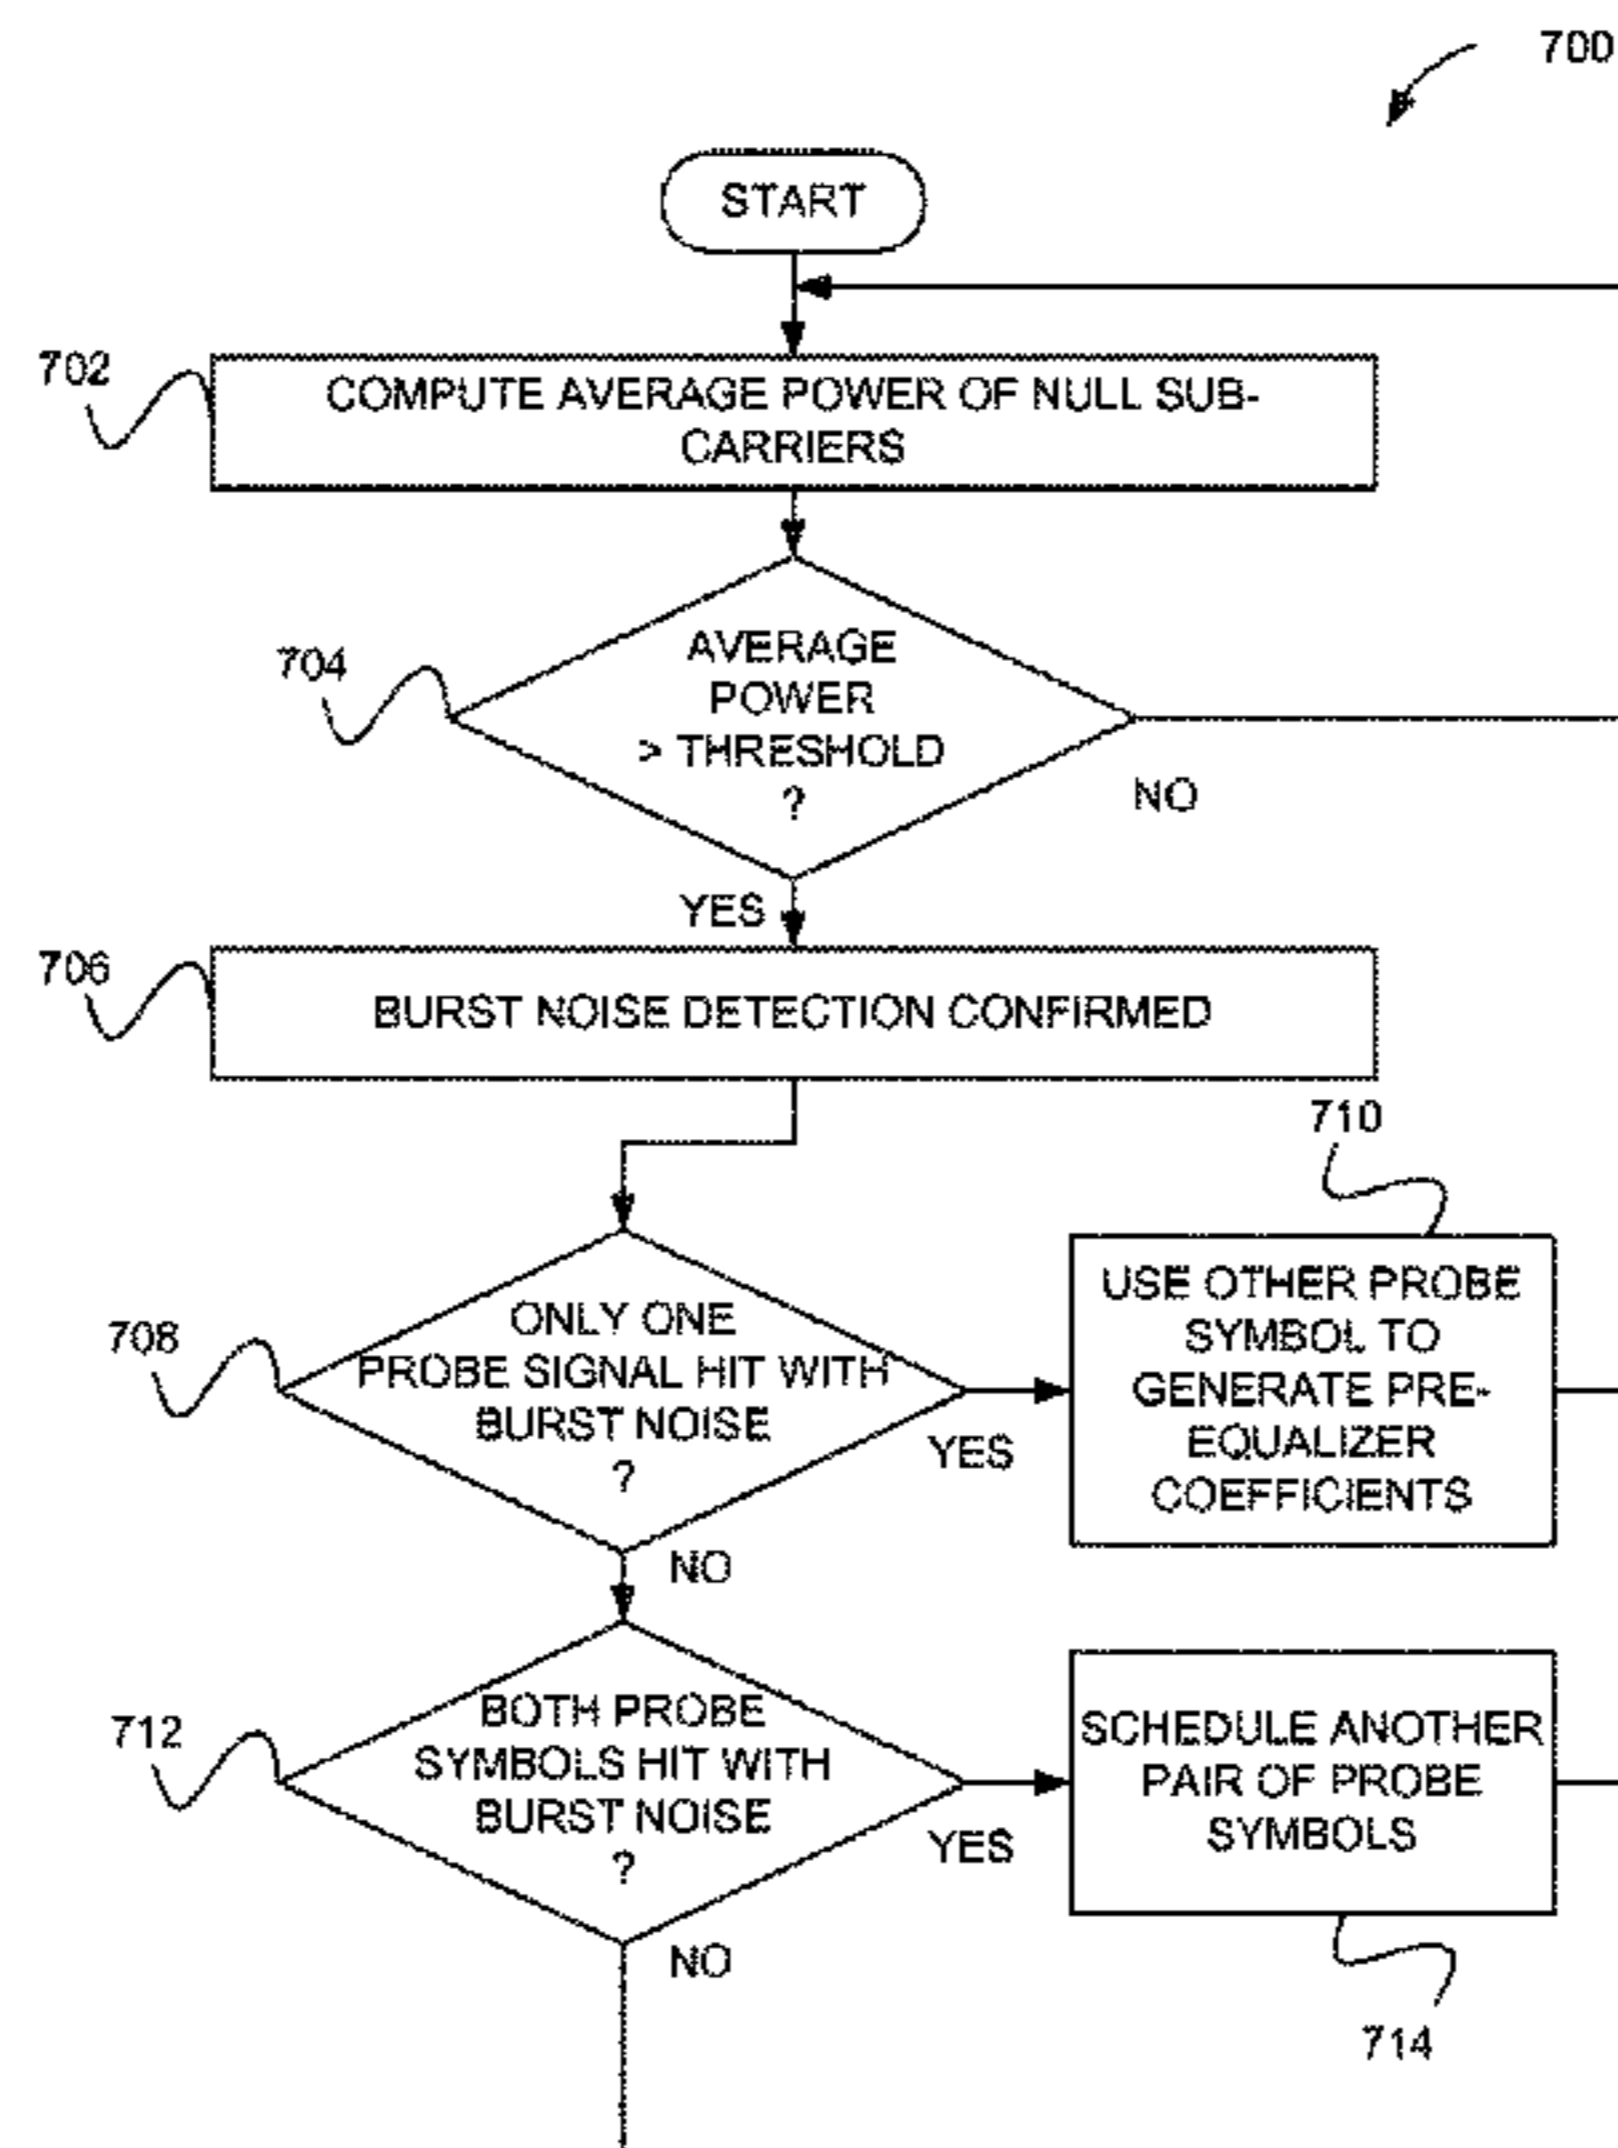 700
START
702
COMPUTE AVERAGE POWER OF NULL SUB-
CARRIERS
704
AVERAGE
POWER
> THRESHOLD
?
NO
YES
706
BURST NOISE DETECTION CONFIRMED
710
708
ONLY ONE
PROBE SIGNAL HIT WITH
BURST NOISE
?
YES
NO
USE OTHER PROBE
SYMBOL TO
GENERATE PRE-
EQUALIZER
COEFFICIENTS
712
BOTH PROBE
SYMBOLS HIT WITH
BURST NOISE
?
YES
NO
SCHEDULE ANOTHER
PAIR OF PROBE
SYMBOLS
714